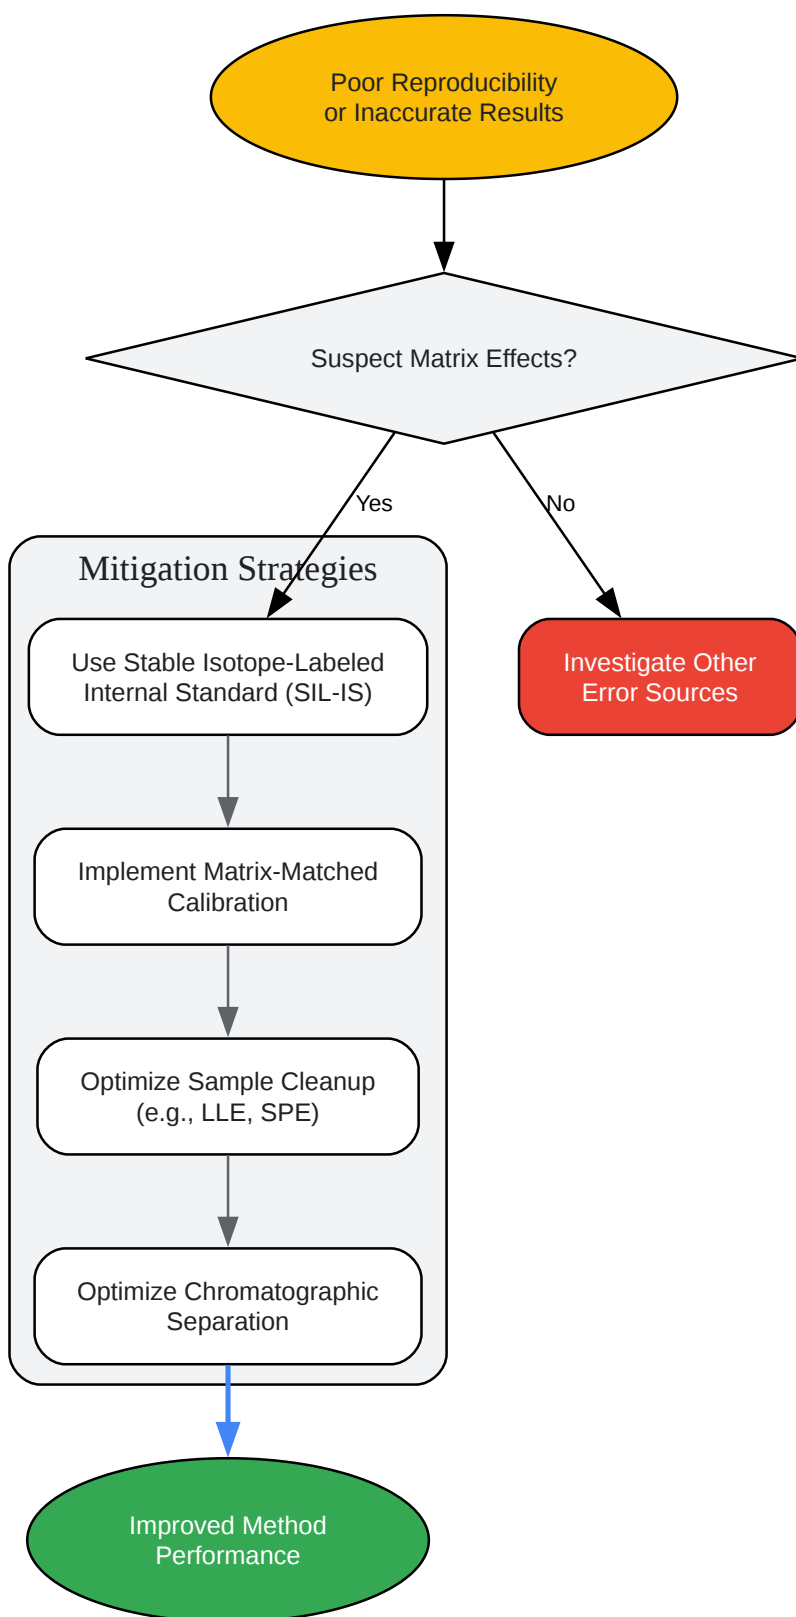 Poor Reproducibility
or Inaccurate Results
Suspect Matrix Effects?
Yes
No
Mitigation Strategies
Use Stable Isotope-Labeled
Internal Standard (SIL-IS)
Investigate Other
Error Sources
Implement Matrix-Matched
Calibration
Optimize Sample Cleanup
(e.g., LLE, SPE)
Optimize Chromatographic
Separation
Improved Method
Performance